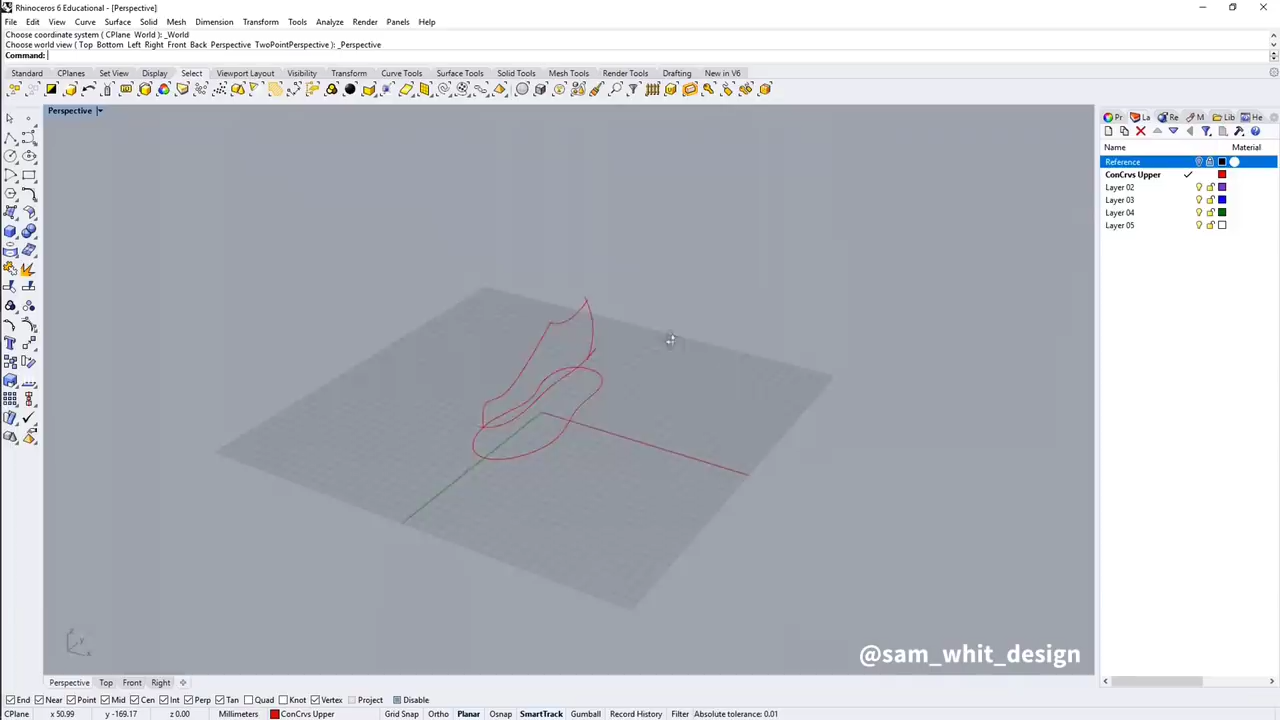 Rhinoceros 6 Educational - [Perspective]
File Edit View Curve Surface Solid Mesh Dimension Transform Tools Analyze Render Panels Help
Choose coordinate system ( CPlane World ): _World
Choose world view ( Top Bottom Left Right Front Back Perspective TwoPointPerspective ): _Perspective
Command:
Standard CPlanes Set View Display Select Viewport Layout Visibility Transform Curve Tools Surface Tools Solid Tools Mesh Tools Render Tools Drafting New in V6
Perspective
Pr La Re M Lib He
Name Material
Reference
ConCrvs Upper
Layer 02
Layer 03
Layer 04
Layer 05
z y x
@sam_whit_design
Perspective Top Front Right
End Near Point Mid Cen Int Perp Tan Quad Knot Vertex Project Disable
CPlane x 50.99 y -169.17 z 0.00 Millimeters ConCrvs Upper Grid Snap Ortho Planar Osnap SmartTrack Gumball Record History Filter Absolute tolerance: 0.01